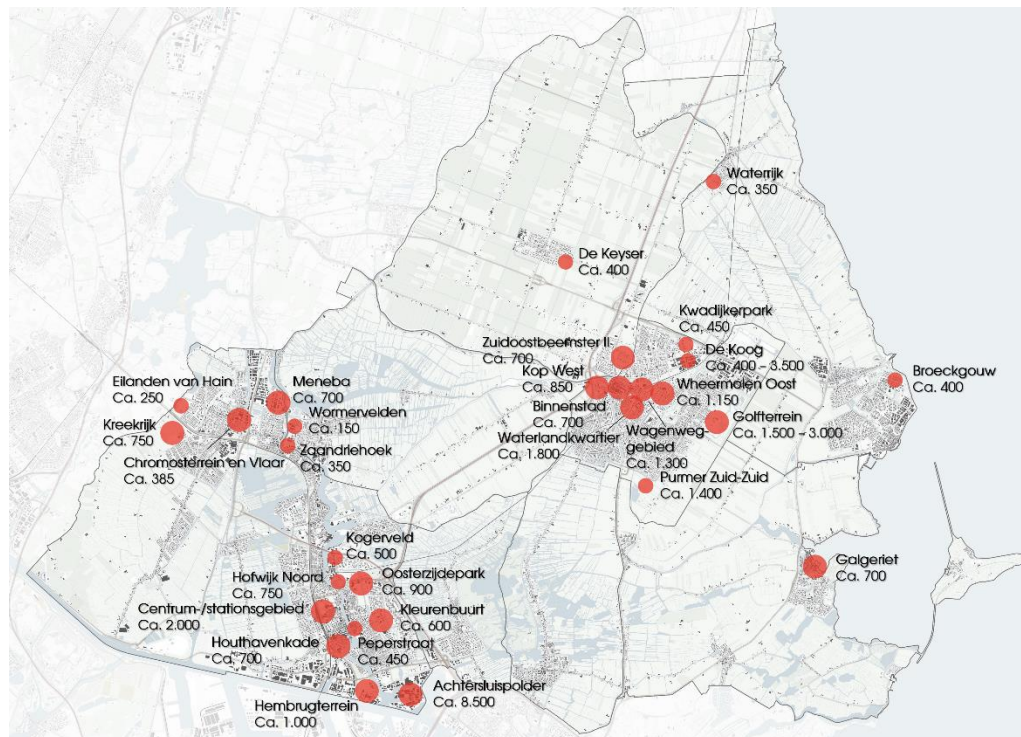 Waterrijk
Ca. 350
De Keyser
Ca. 400
Kwadijkerpark
Ca. 450
Zuidoostbeemster II
Ca. 700
De Koog
Ca. 400 – 3.500
Kop West
Ca. 850
Wheermolen Oost
Ca. 1.150
Broeckgouw
Ca. 400
Binnenstad
Ca. 700
Golfterrein
Ca. 1.500 – 3.000
Waterlandkwartier
Ca. 1.800
Wagenweg-
gebied
Ca. 1.300
Purmer Zuid-Zuid
Ca. 1.400
Eilanden van Hain
Ca. 250
Meneba
Ca. 700
Kreekrijk
Ca. 750
Wormervelden
Ca. 150
Zaandriehoek
Ca. 350
Chromosterrein en Vlaar
Ca. 385
Kogerveld
Ca. 500
Hofwijk Noord
Ca. 750
Oosterzijdepark
Ca. 900
Galgeriet
Ca. 700
Centrum-/stationsgebied
Ca. 2.000
Kleurenbuurt
Ca. 600
Houthavenkade
Ca. 700
Peperstraat
Ca. 450
Hembrugterrein
Ca. 1.000
Achtersluispolder
Ca. 8.500